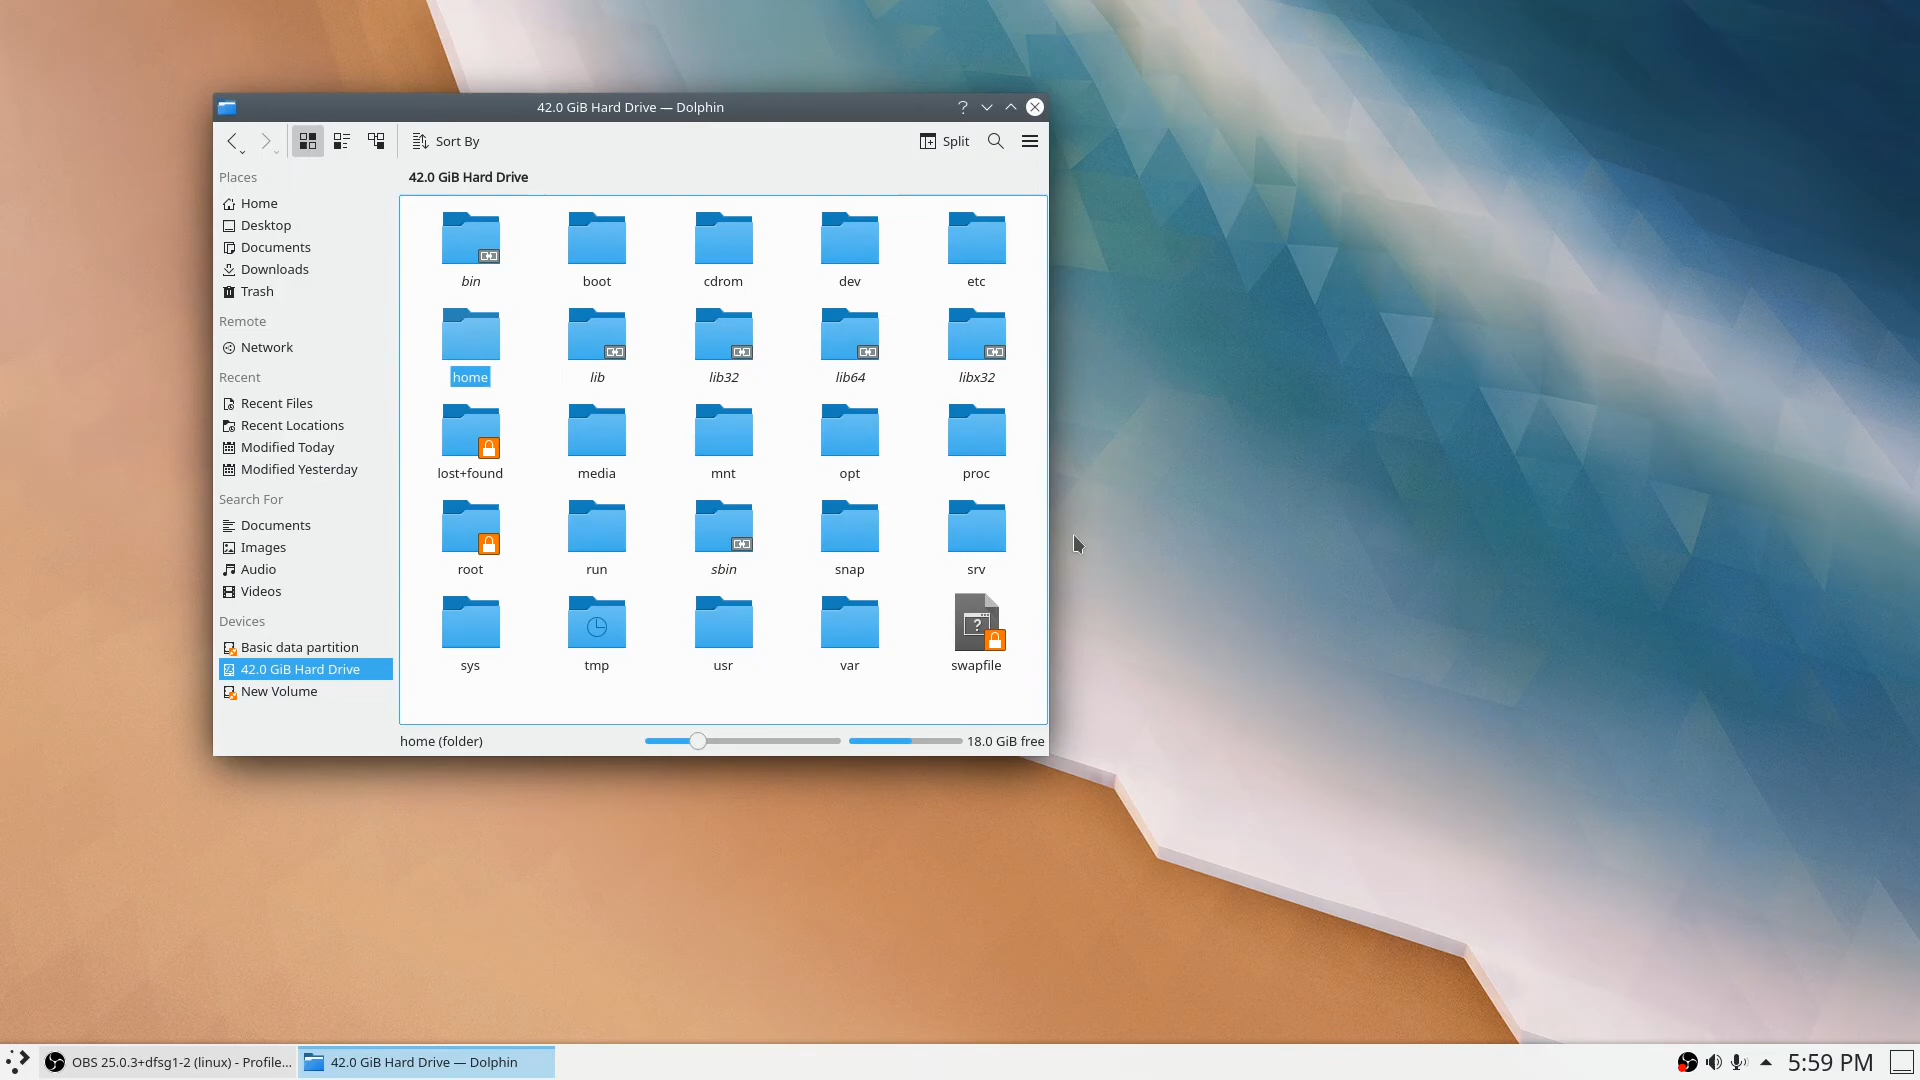 42.0 GiB Hard Drive — Dolphin
Sort By
Split
Places
Home
Desktop
Documents
Downloads
Trash
Remote
Network
Recent
Recent Files
Recent Locations
Modified Today
Modified Yesterday
Search For
Documents
Images
Audio
Videos
Devices
Basic data partition
42.0 GiB Hard Drive
New Volume
42.0 GiB Hard Drive
bin boot cdrom dev etc
home lib lib32 lib64 libx32
lost+found media mnt opt proc
root run sbin snap srv
sys tmp usr var swapfile
home (folder) 18.0 GiB free
OBS 25.0.3+dfsg1-2 (linux) - Profile... 42.0 GiB Hard Drive — Dolphin 5:59 PM